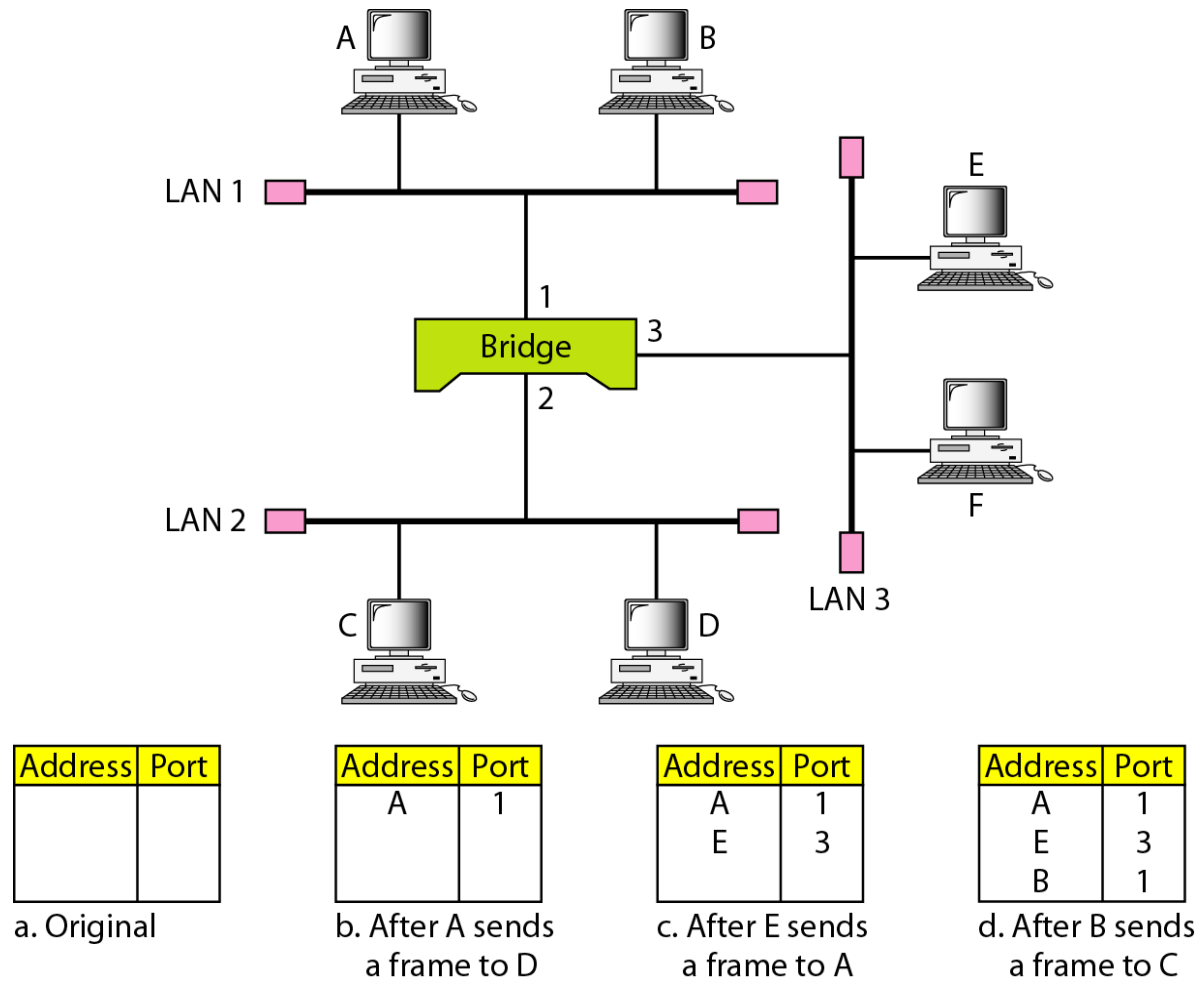 A
B
LAN 1
E
1
Bridge
3
2
F
LAN 2
LAN 3
C
D
Address Port
a. Original
Address Port
A 1
b. After A sends
a frame to D
Address Port
A 1
E 3
c. After E sends
a frame to A
Address Port
A 1
E 3
B 1
d. After B sends
a frame to C